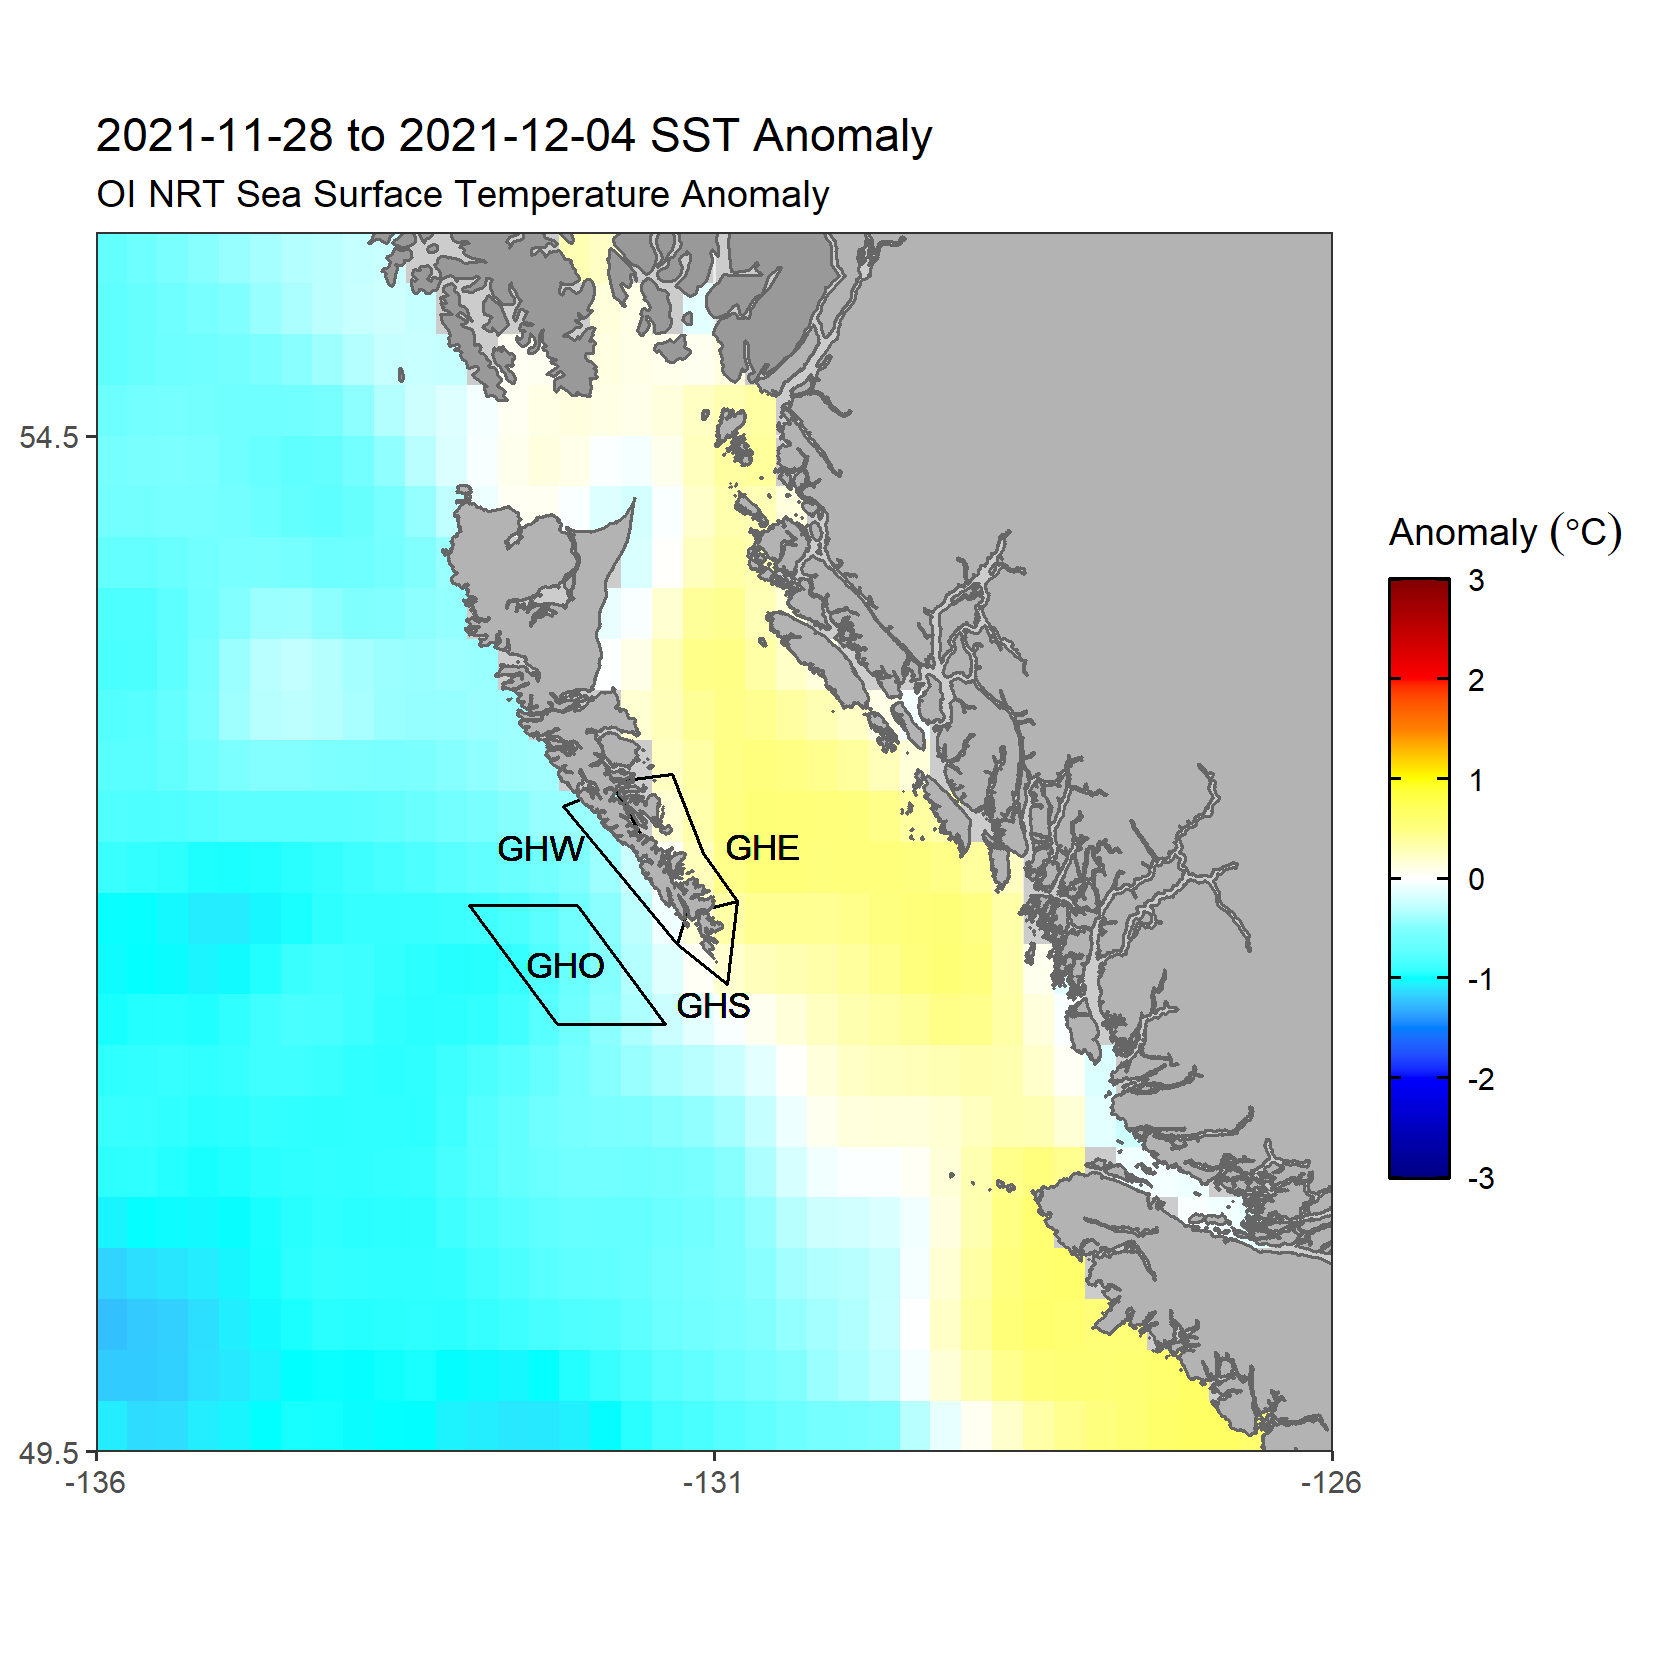 2021-11-28 to 2021-12-04 SST Anomaly
OI NRT Sea Surface Temperature Anomaly
54.5
49.5
-136
-131
-126
GHW
GHE
GHO
GHS
Anomaly (°C)
3
2
1
0
-1
-2
-3